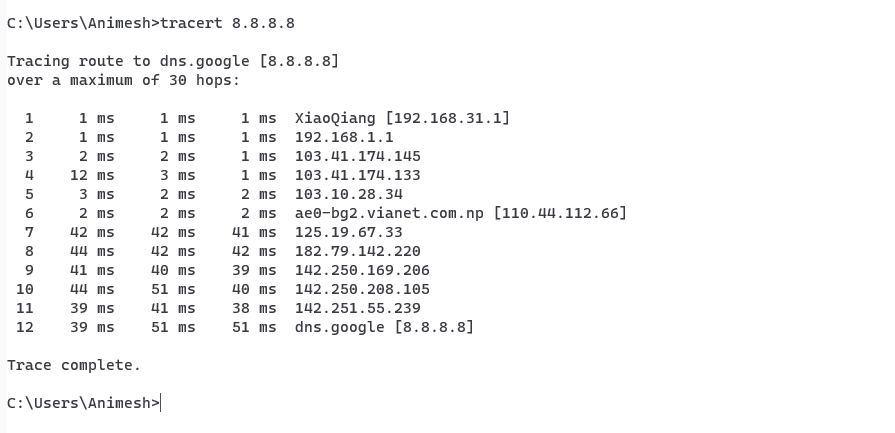 C:\Users\Animesh>tracert 8.8.8.8
Tracing route to dns.google [8.8.8.8]
over a maximum of 30 hops:
1 1 ms 1 ms 1 ms XiaoQiang [192.168.31.1]
2 1 ms 1 ms 1 ms 192.168.1.1
3 2 ms 2 ms 1 ms 103.41.174.145
4 12 ms 3 ms 1 ms 103.41.174.133
5 3 ms 2 ms 2 ms 103.10.28.34
6 2 ms 2 ms 2 ms ae0-bg2.vianet.com.np [110.44.112.66]
7 42 ms 42 ms 41 ms 125.19.67.33
8 44 ms 42 ms 42 ms 182.79.142.220
9 41 ms 40 ms 39 ms 142.250.169.206
10 44 ms 51 ms 40 ms 142.250.208.105
11 39 ms 41 ms 38 ms 142.251.55.239
12 39 ms 51 ms 51 ms dns.google [8.8.8.8]
Trace complete.
C:\Users\Animesh>